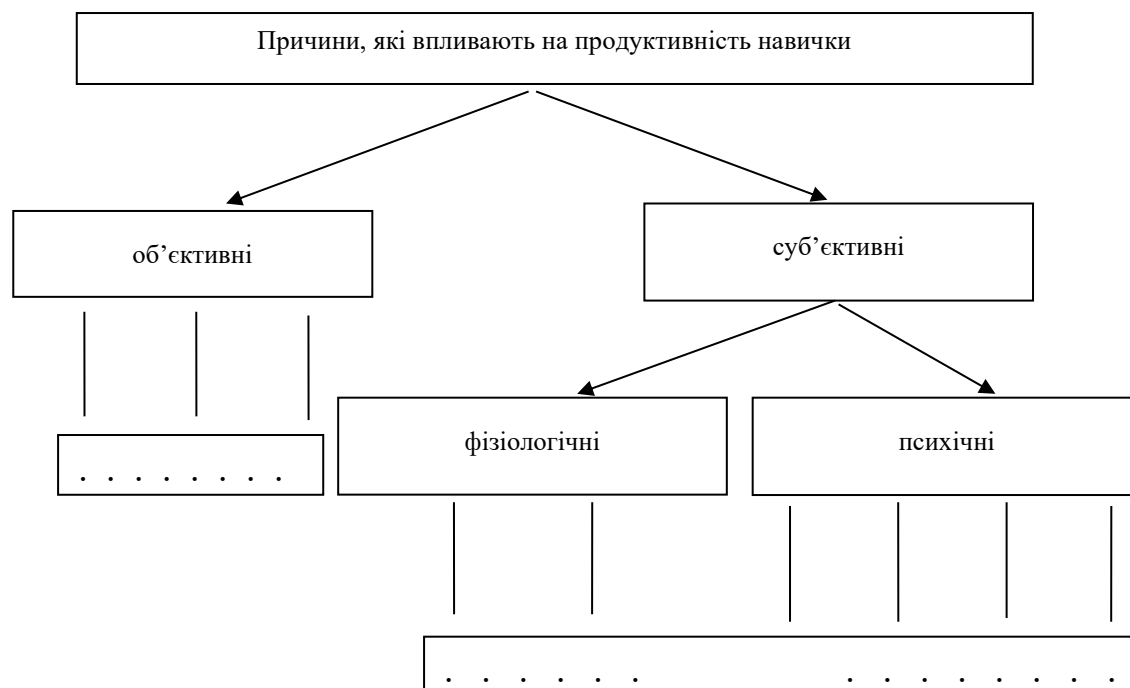 Причини, які впливають на продуктивність навички
об’єктивні
суб’єктивні
фізіологічні
психічні
. . . . . . . .
. . . . . . . . . . . . . .